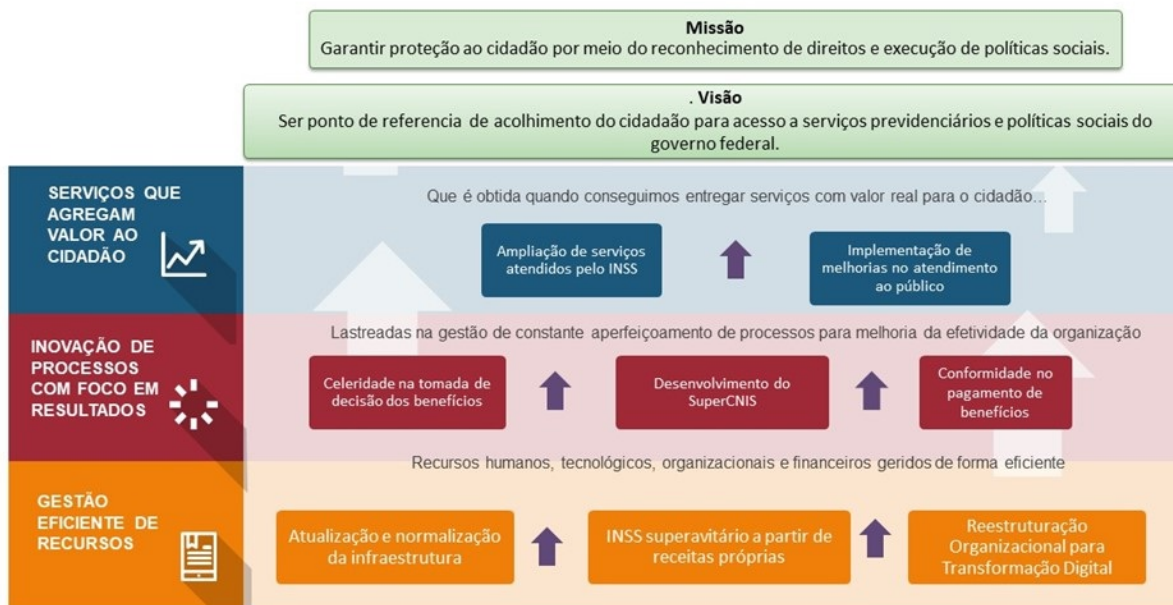 Missão
Garantir proteção ao cidadão por meio do reconhecimento de direitos e execução de políticas sociais.
. Visão
Ser ponto de referencia de acolhimento do cidadaão para acesso a serviços previdenciários e políticas sociais do
governo federal.
SERVIÇOS QUE
AGREGAM
VALOR AO
CIDADÃO
Que é obtida quando conseguimos entregar serviços com valor real para o cidadão...
Ampliação de serviços
atendidos pelo INSS
Implementação de
melhorias no atendimento
ao público
INOVAÇÃO DE
PROCESSOS
COM FOCO EM
RESULTADOS
Lastreadas na gestão de constante aperfeiçoamento de processos para melhoria da efetividade da organização
Celeridade na tomada de
decisão dos benefícios
Desenvolvimento do
SuperCNIS
Conformidade no
pagamento de
benefícios
GESTÃO
EFICIENTE DE
RECURSOS
Recursos humanos, tecnológicos, organizacionais e financeiros geridos de forma eficiente
Atualização e normalização
da infraestrutura
INSS superavitário a partir de
receitas próprias
Reestruturação
Organizacional para
Transformação Digital